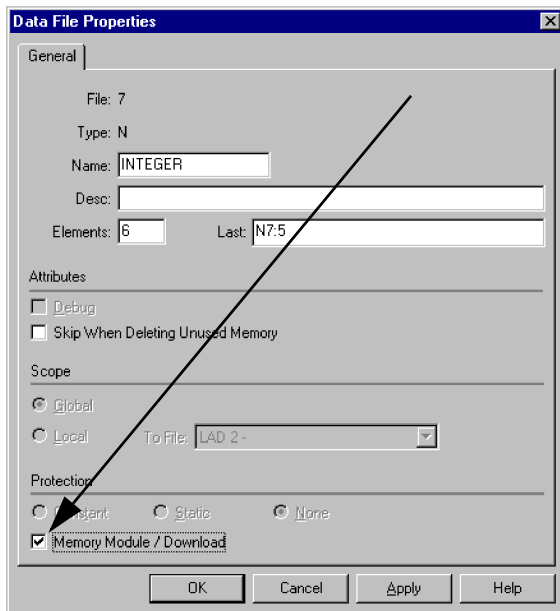 Data File Properties
General
File: 7
Type: N
Name: INTEGER
Desc:
Elements: 6 Last: N7:5
Attributes
Debug
Skip When Deleting Unused Memory
Scope
Global
Local To File: LAD 2 -
Protection
Constant Static None
Memory Module / Download
OK Cancel Apply Help